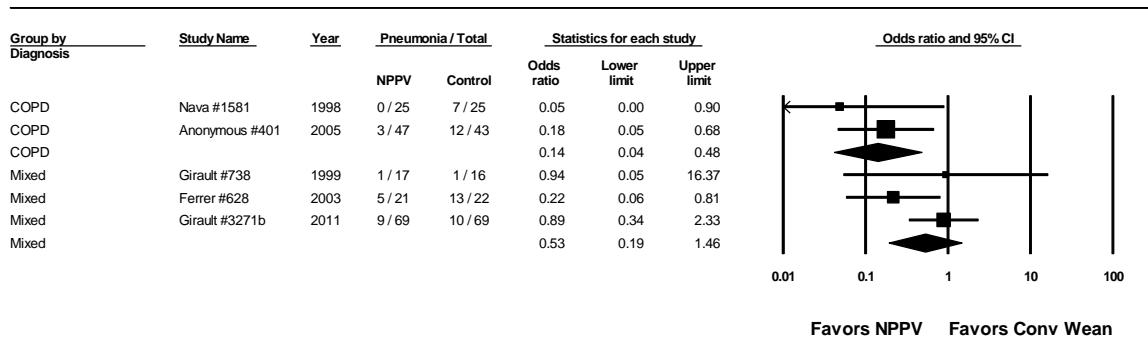 Group by Study Name Year Pneumonia / Total Statistics for each study Odds ratio and 95% CI
Diagnosis
Odds Lower Upper
NPPV Control ratio limit limit
COPD Nava #1581 1998 0 / 25 7 / 25 0.05 0.00 0.90
COPD Anonymous #401 2005 3 / 47 12 / 43 0.18 0.05 0.68
COPD 0.14 0.04 0.48
Mixed Girault #738 1999 1 / 17 1 / 16 0.94 0.05 16.37
Mixed Ferrer #628 2003 5 / 21 13 / 22 0.22 0.06 0.81
Mixed Girault #3271b 2011 9 / 69 10 / 69 0.89 0.34 2.33
Mixed 0.53 0.19 1.46
0.01 0.1 1 10 100
Favors NPPV Favors Conv Wean